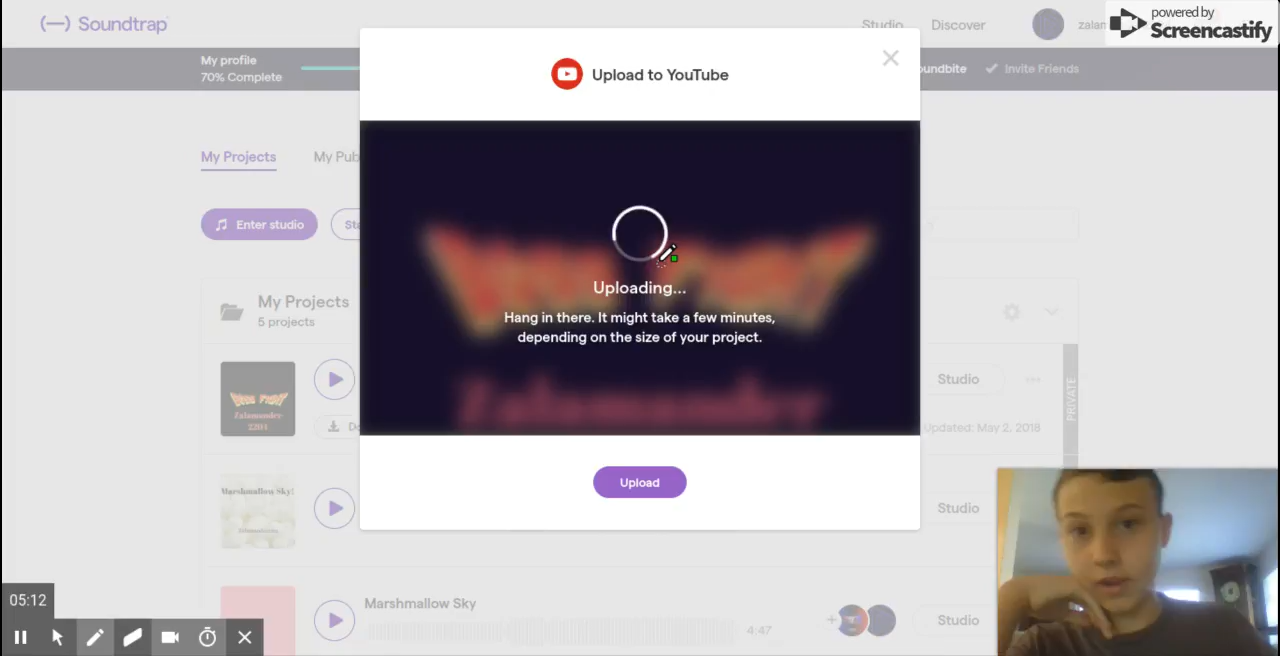 Soundtrap
Studio
Discover
powered by
Screencastify
My profile
70% Complete
Invite Friends
Upload to YouTube
My Projects
Enter studio
My Projects
5 projects
Uploading...
Hang in there. It might take a few minutes,
depending on the size of your project.
Zalamander
Zalamander
Studio
PRIVATE
Updated: May 2, 2018
Upload
Marshmallow Sky!
Studio
05:12
Marshmallow Sky
4:47
Studio